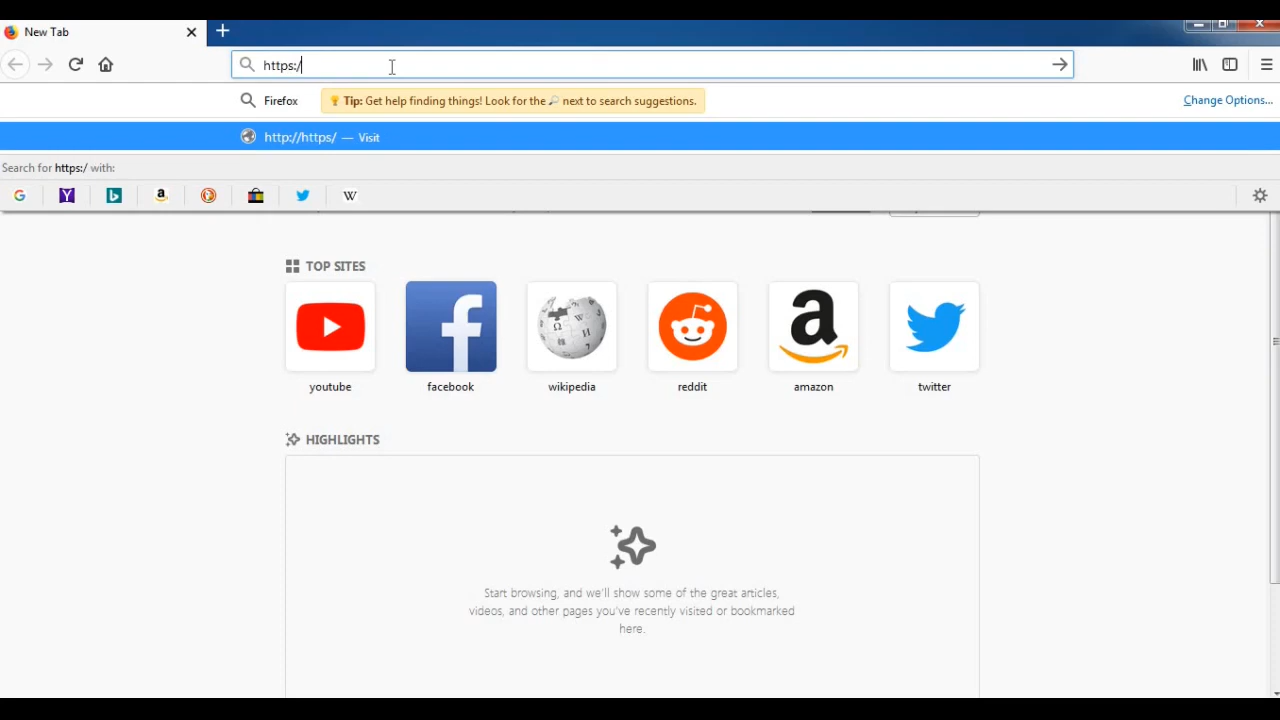 New Tab
https:/
Firefox
Tip: Get help finding things! Look for the 🔎 next to search suggestions.
Change Options...
http://https/ — Visit
Search for https:/ with:
TOP SITES
youtube
facebook
wikipedia
reddit
amazon
twitter
HIGHLIGHTS
Start browsing, and we'll show some of the great articles,
videos, and other pages you've recently visited or bookmarked
here.